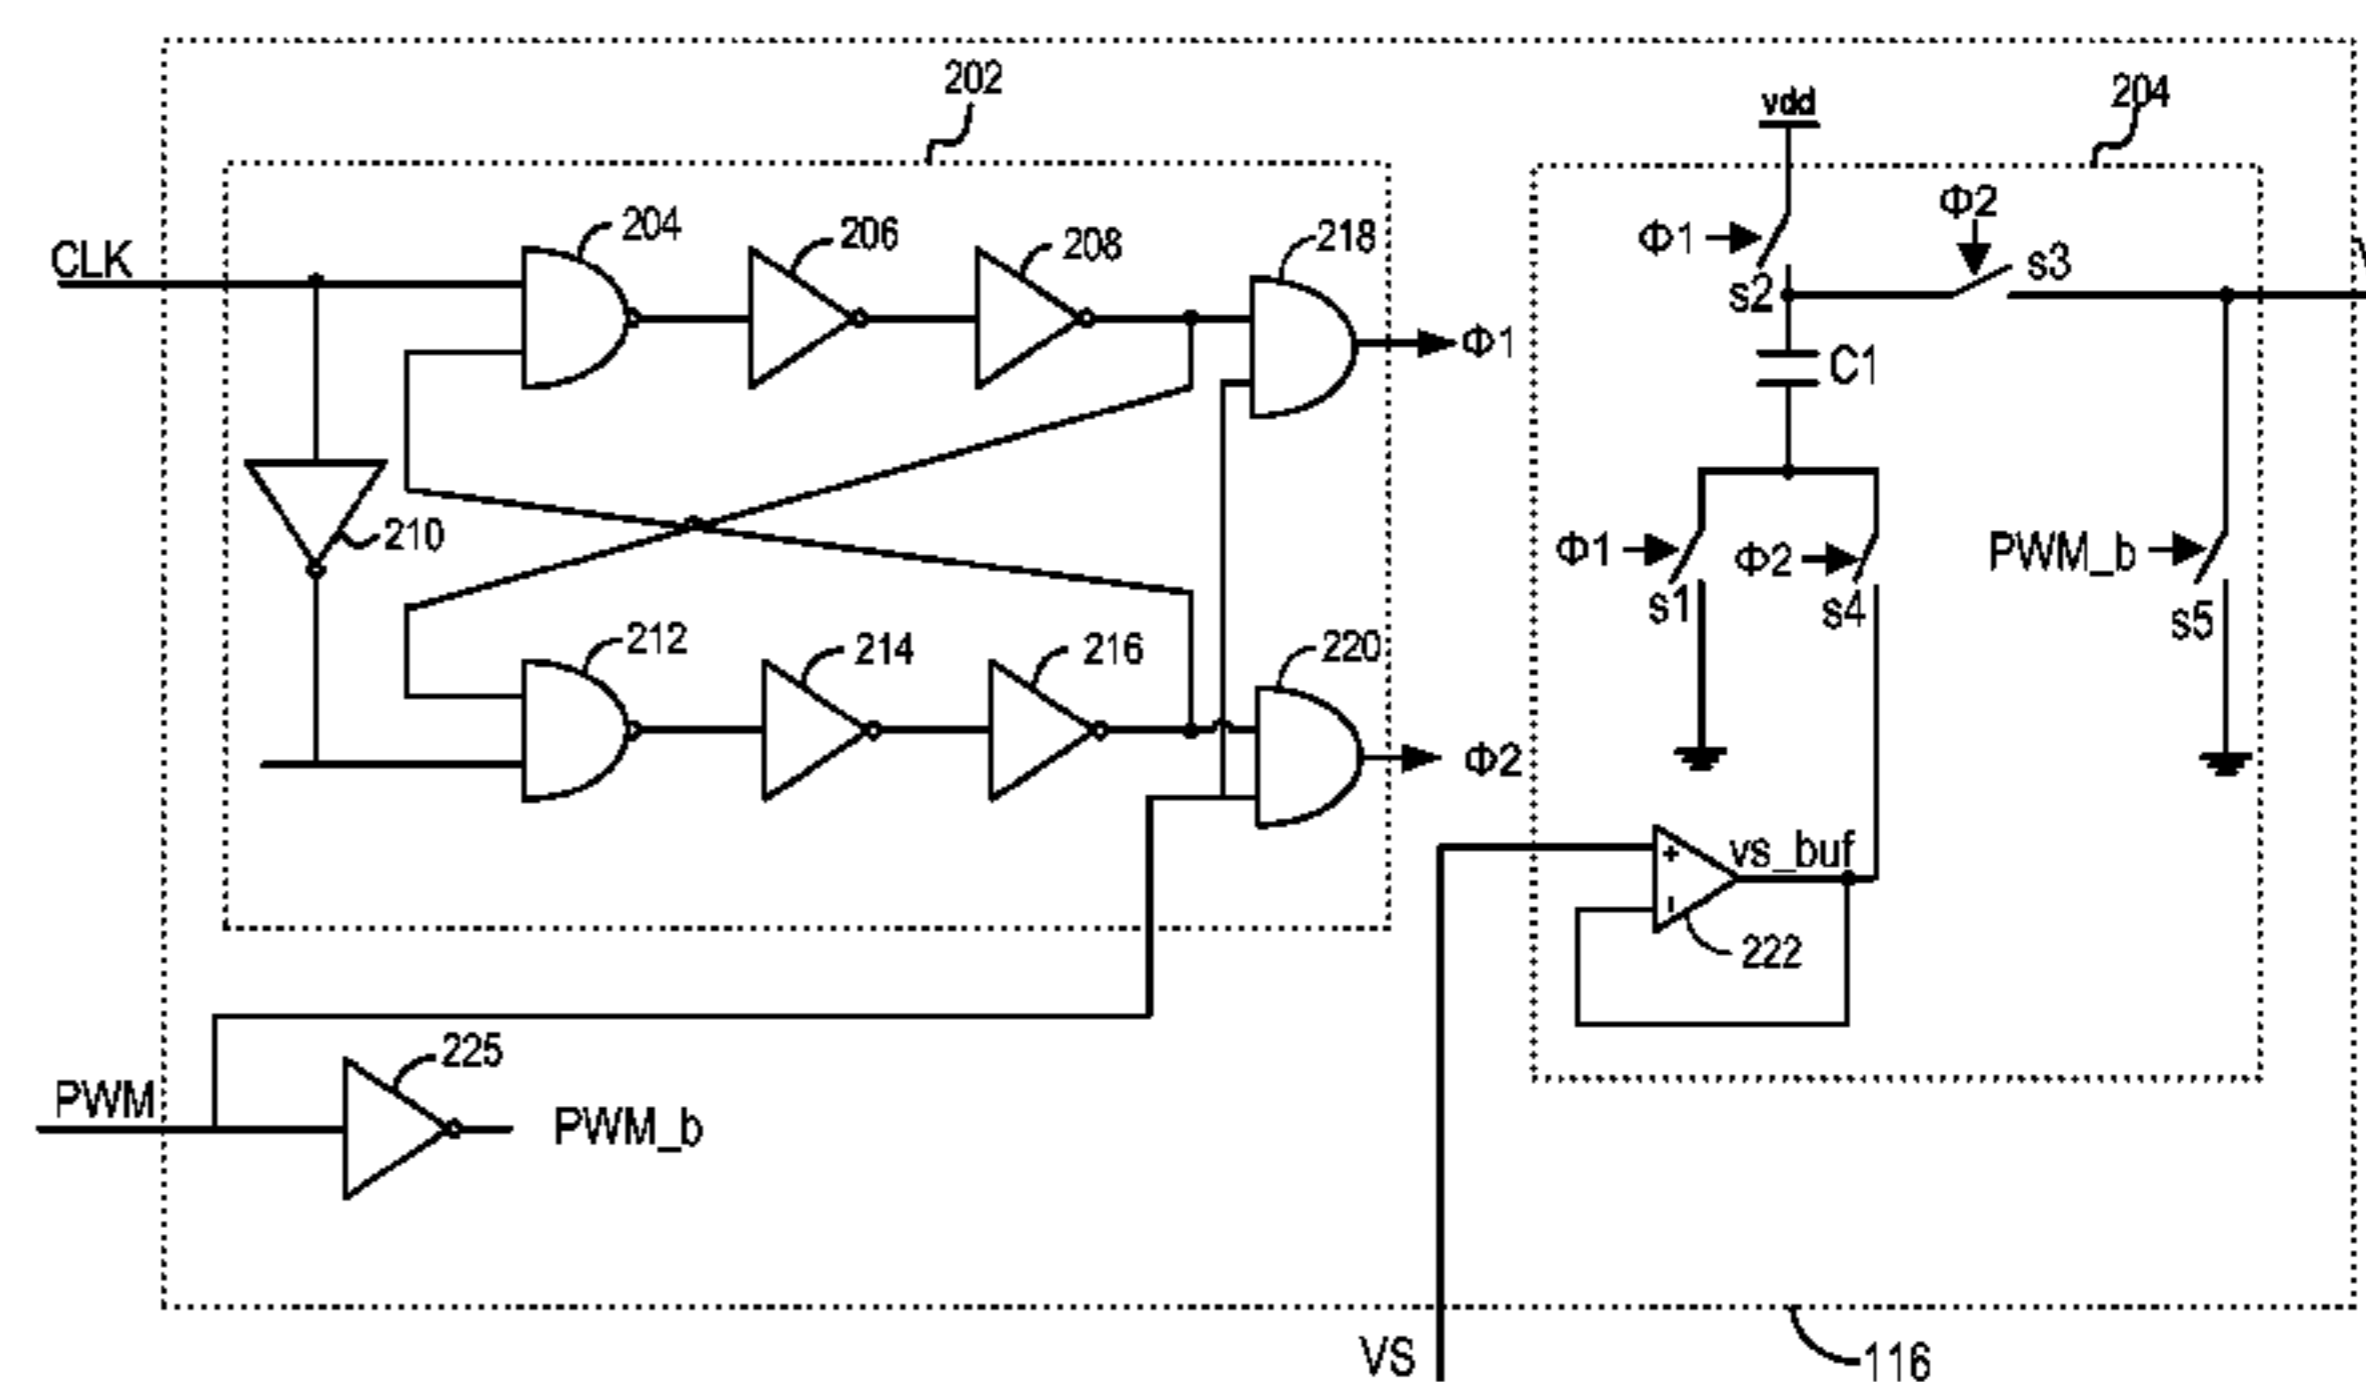 202
vdd
204
CLK
204
206
208
218
Φ1
Φ2
s3
s2
Φ1
C1
210
Φ1
Φ2
PWM_b
s1
s4
s5
212
214
216
220
Φ2
vs_buf
+
-
222
225
PWM
PWM_b
VS
116